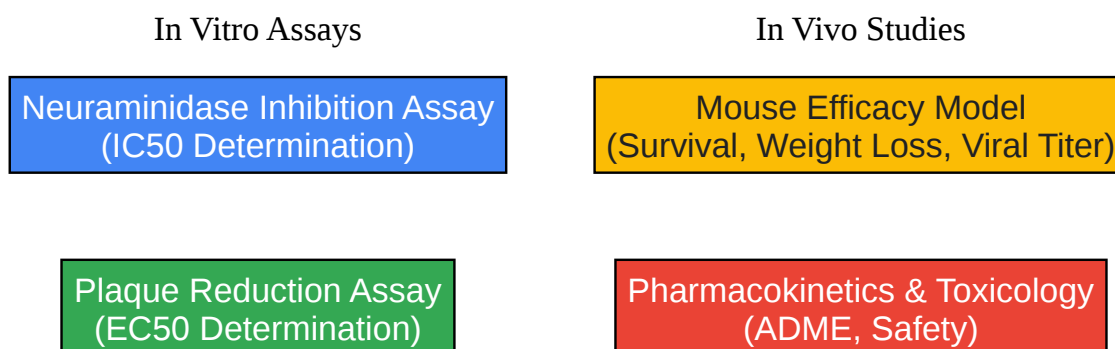 In Vitro Assays
In Vivo Studies
Neuraminidase Inhibition Assay
(IC50 Determination)
Mouse Efficacy Model
(Survival, Weight Loss, Viral Titer)
Plaque Reduction Assay
(EC50 Determination)
Pharmacokinetics & Toxicology
(ADME, Safety)